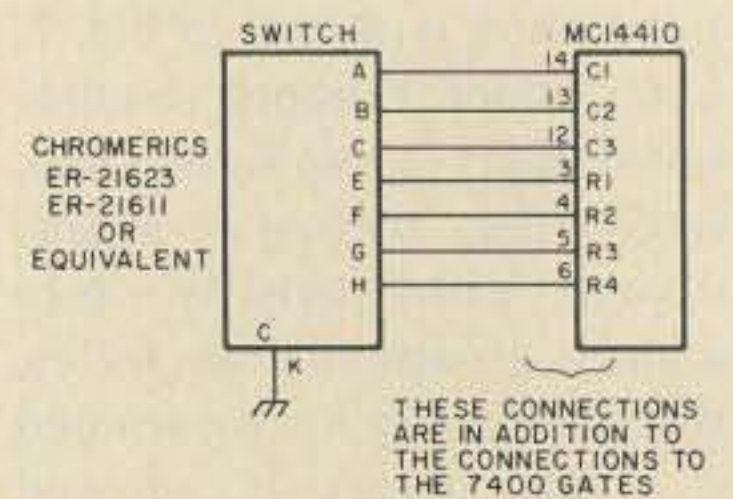 SWITCH
MC14410
A 14 C1
B 13 C2
C 12 C3
E 3 R1
F 4 R2
G 5 R3
H 6 R4
CHROMERICS
ER-21623
ER-21611
OR
EQUIVALENT
C
K
THESE CONNECTIONS
ARE IN ADDITION TO
THE CONNECTIONS TO
THE 7400 GATES